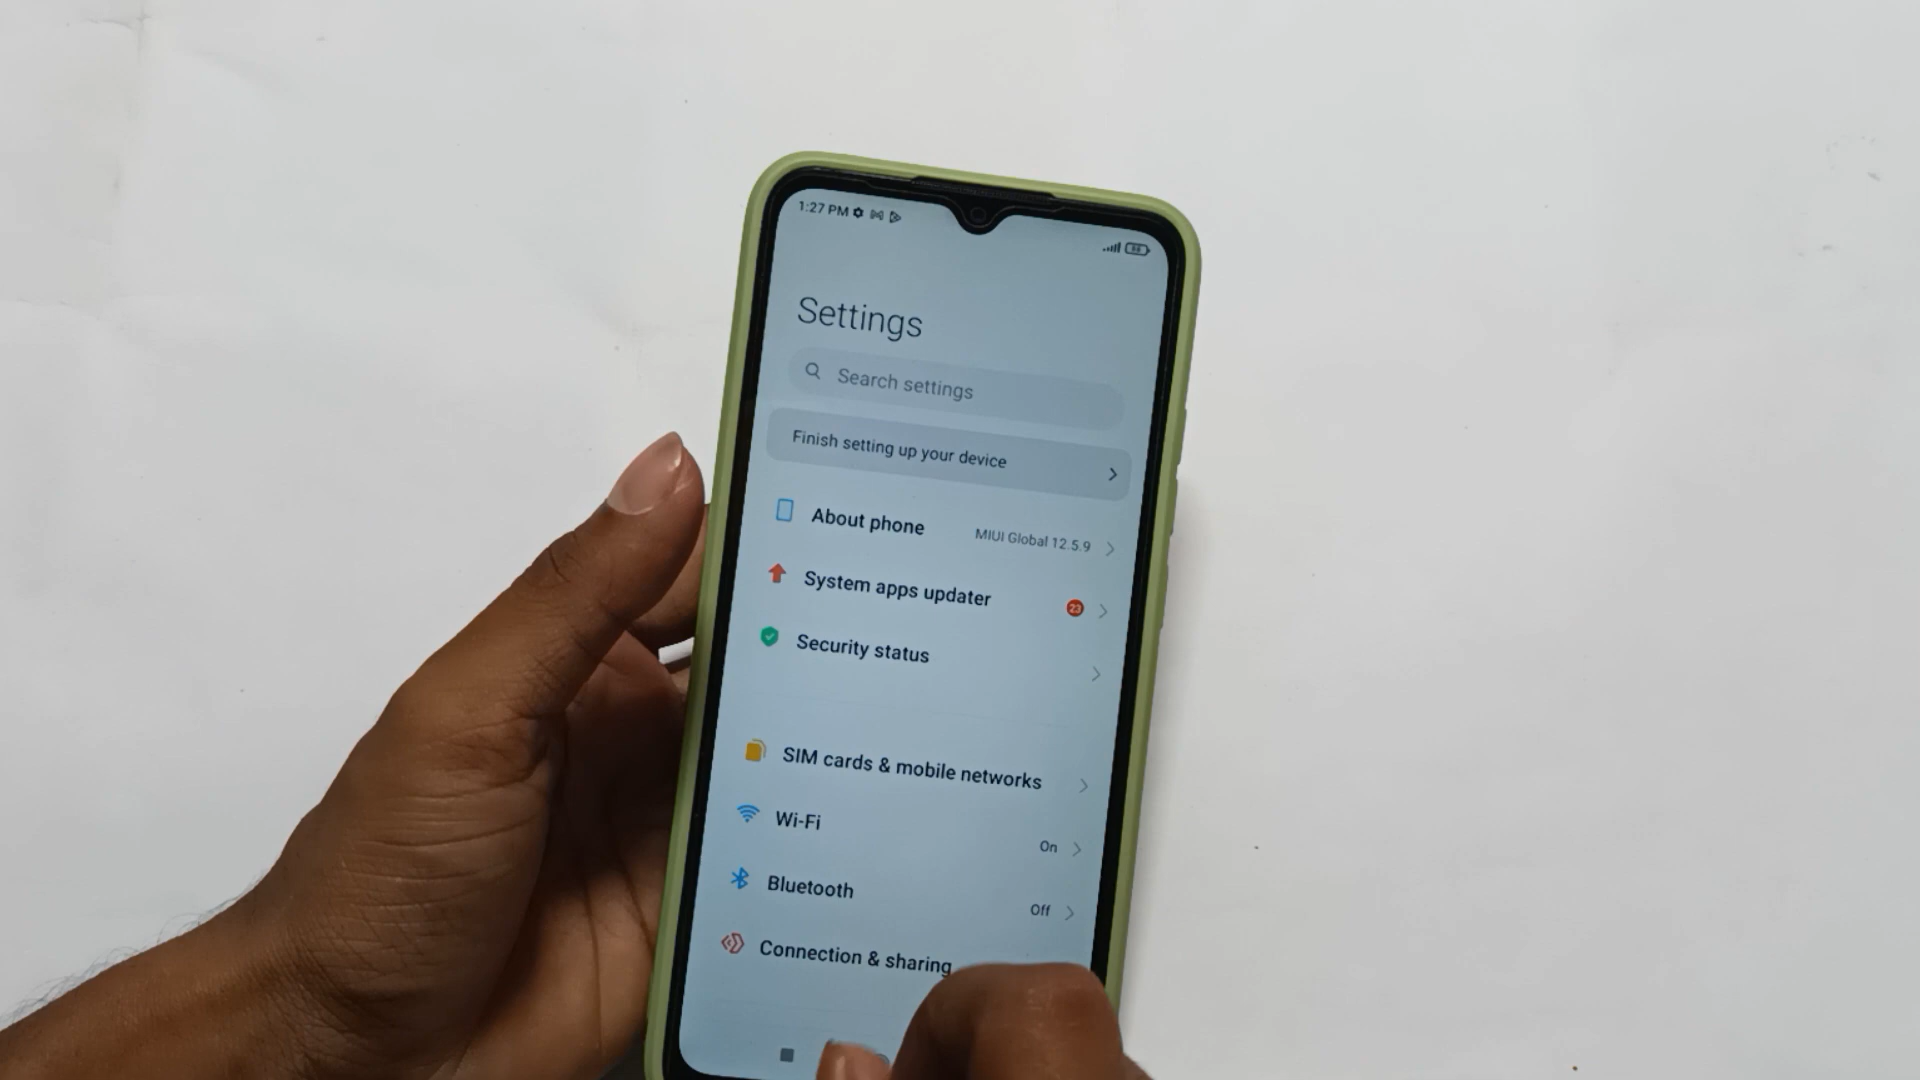 1:27 PM
Settings
Search settings
Finish setting up your device
About phone MIUI Global 12.5.9
System apps updater 23
Security status
SIM cards & mobile networks
Wi-Fi On
Bluetooth Off
Connection & sharing